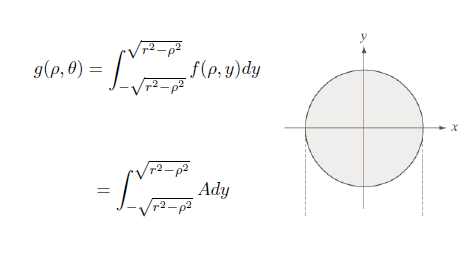 y
g(ρ, θ) = ∫_{-√(r²-ρ²)}^{√(r²-ρ²)} f(ρ, y)dy
x
= ∫_{-√(r²-ρ²)}^{√(r²-ρ²)} Ady